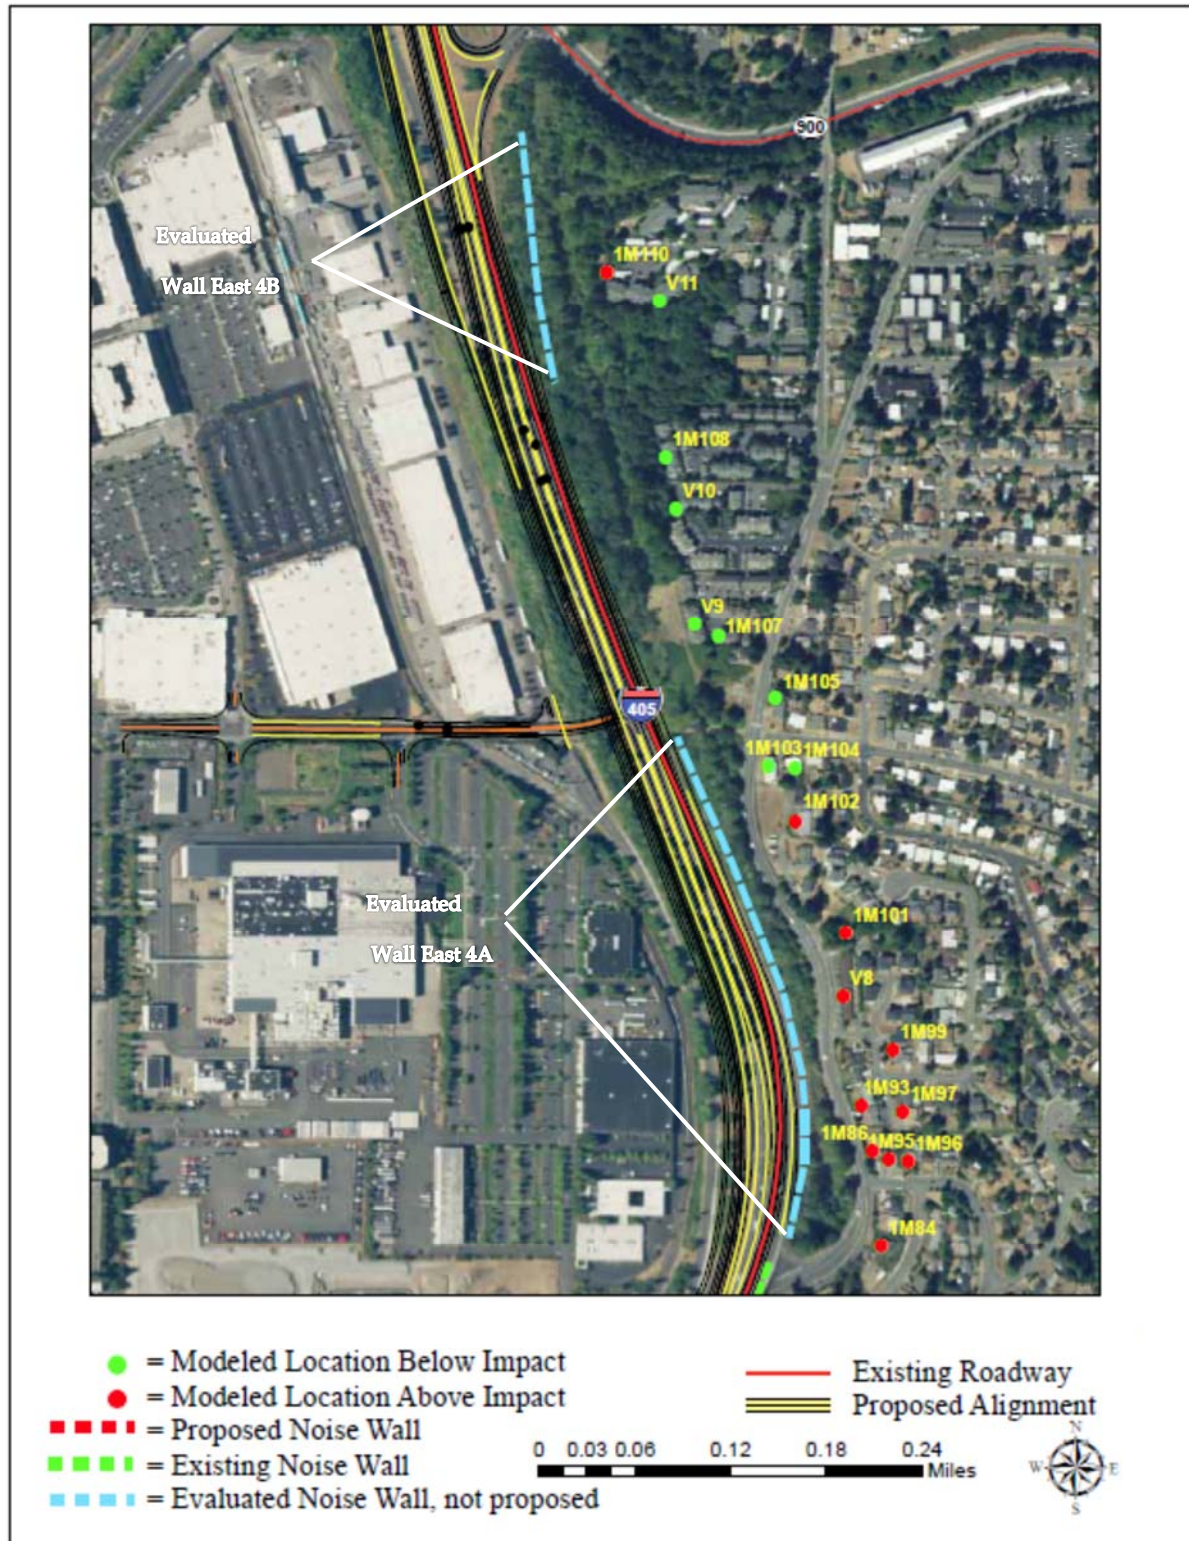 900
Evaluated
Wall East 4B
1M110
V11
1M108
V10
V9
1M107
1M105
405
1M103
1M104
1M102
Evaluated
Wall East 4A
1M101
V8
1M99
1M93
1M97
1M86
1M95
1M96
1M84
= Modeled Location Below Impact
= Modeled Location Above Impact
= Proposed Noise Wall
= Existing Noise Wall
= Evaluated Noise Wall, not proposed
Existing Roadway
Proposed Alignment
0 0.03 0.06 0.12 0.18 0.24
Miles
N
W E
S